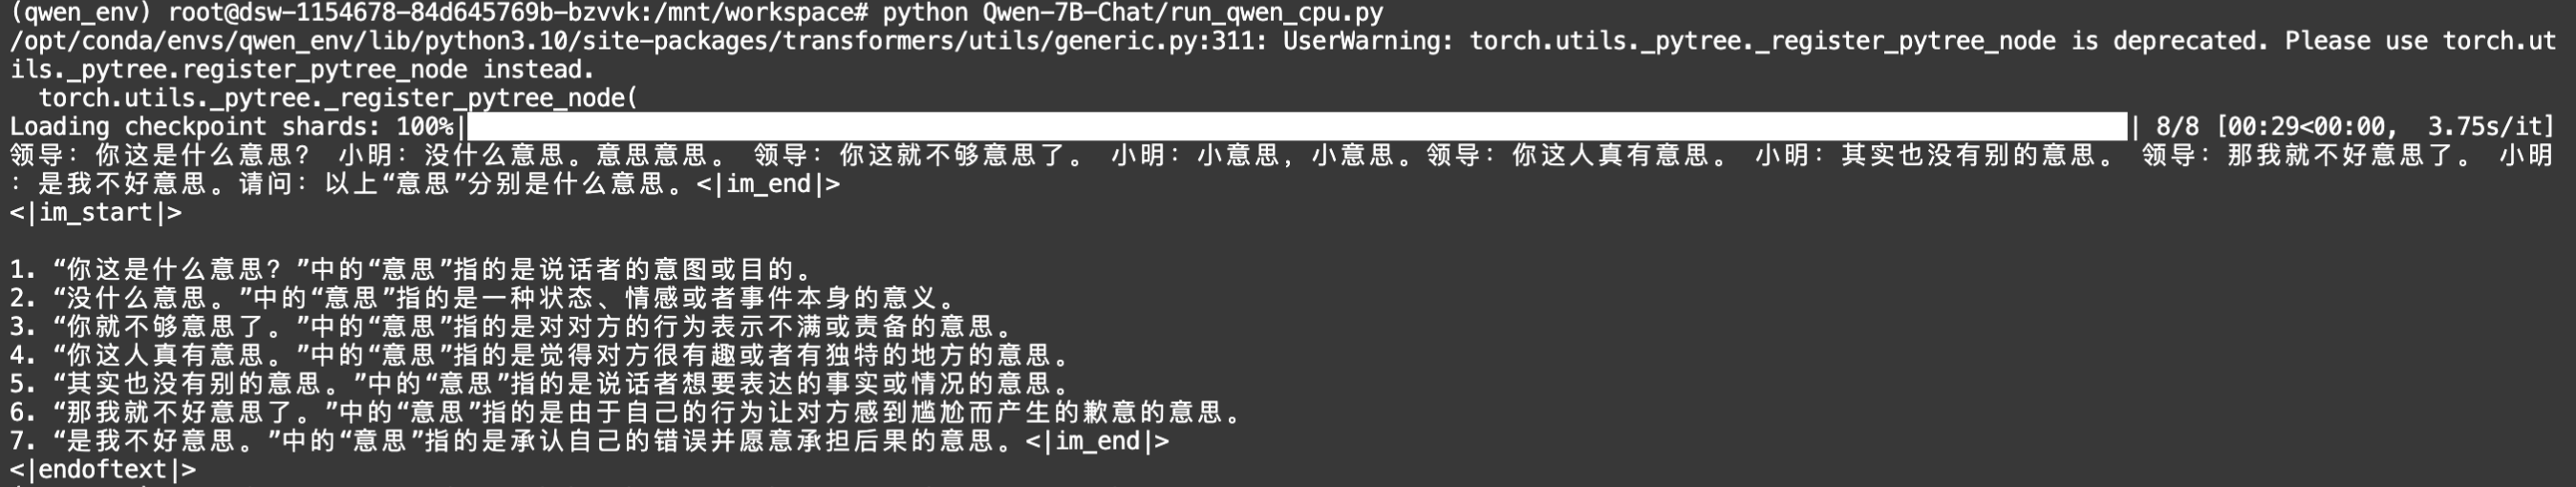 (qwen_env) root@dsw-1154678-84d645769b-bzvvk:/mnt/workspace# python Qwen-7B-Chat/run_qwen_cpu.py
/opt/conda/envs/qwen_env/lib/python3.10/site-packages/transformers/utils/generic.py:311: UserWarning: torch.utils._pytree._register_pytree_node is deprecated. Please use torch.ut
ils._pytree.register_pytree_node instead.
  torch.utils._pytree._register_pytree_node(
Loading checkpoint shards: 100%|██████████| 8/8 [00:29<00:00,  3.75s/it]
领导：你这是什么意思？ 小明：没什么意思。意思意思。 领导：你这就不够意思了。 小明：小意思，小意思。领导：你这人真有意思。 小明：其实也没有别的意思。 领导：那我就不好意思了。 小明
：是我不好意思。请问：以上“意思”分别是什么意思。<|im_end|>
<|im_start|>
1. “你这是什么意思？”中的“意思”指的是说话者的意图或目的。
2. “没什么意思。”中的“意思”指的是一种状态、情感或者事件本身的意义。
3. “你就不够意思了。”中的“意思”指的是对对方的行为表示不满或责备的意思。
4. “你这人真有意思。”中的“意思”指的是觉得对方很有趣或者有独特的地方的意思。
5. “其实也没有别的意思。”中的“意思”指的是说话者想要表达的事实或情况的意思。
6. “那我就不好意思了。”中的“意思”指的是由于自己的行为让对方感到尴尬而产生的歉意的意思。
7. “是我不好意思。”中的“意思”指的是承认自己的错误并愿意承担后果的意思。<|im_end|>
<|endoftext|>